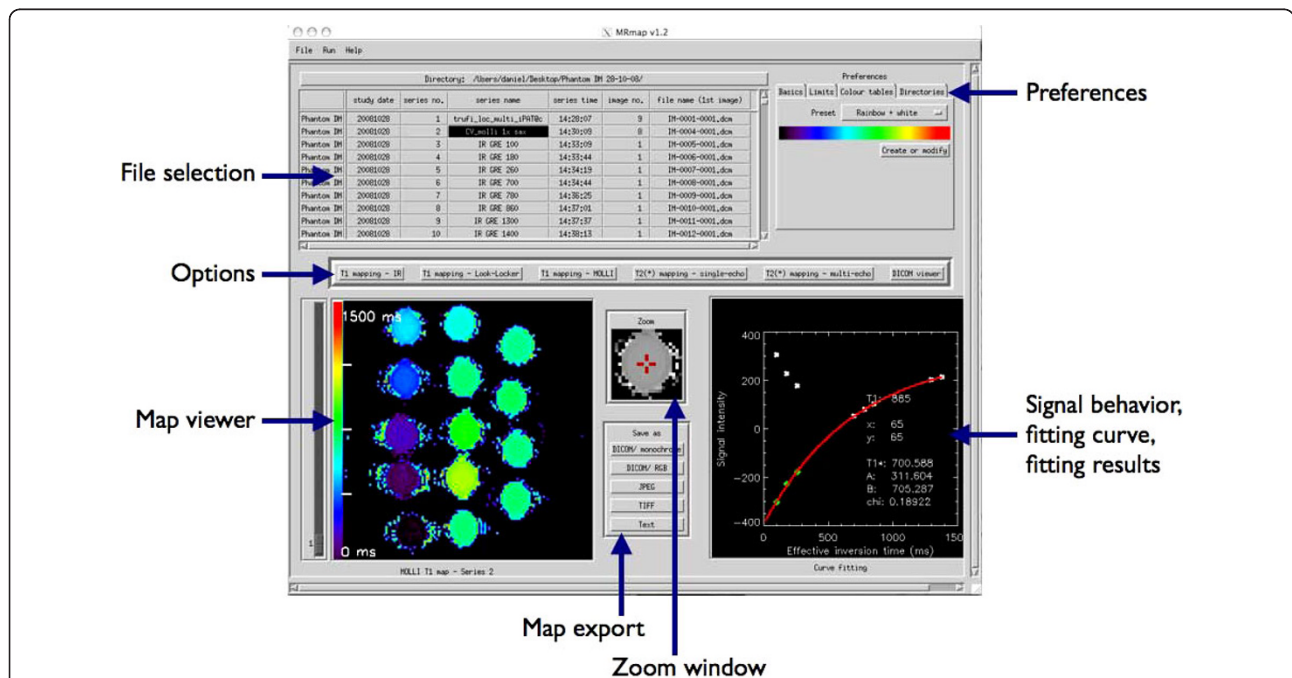 MRmap v1.2
File Run Help
Directory: /Users/daniel/Desktop/Phantom DM 28-10-08/
study date series no. series name series time image no. file name (1st image)
Phantom DM 20081028 1 trufi_loc_multi_iPAT@c 14:28:07 9 IM-0001-0001.dcm
Phantom DM 20081028 2 CV_molli 1x sax 14:30:09 8 IM-0004-0001.dcm
Phantom DM 20081028 3 IR GRE 100 14:33:09 1 IM-0005-0001.dcm
Phantom DM 20081028 4 IR GRE 180 14:33:44 1 IM-0006-0001.dcm
Phantom DM 20081028 5 IR GRE 260 14:34:19 1 IM-0007-0001.dcm
Phantom DM 20081028 6 IR GRE 700 14:34:44 1 IM-0008-0001.dcm
Phantom DM 20081028 7 IR GRE 780 14:36:25 1 IM-0009-0001.dcm
Phantom DM 20081028 8 IR GRE 860 14:37:01 1 IM-0010-0001.dcm
Phantom DM 20081028 9 IR GRE 1300 14:37:37 1 IM-0011-0001.dcm
Phantom DM 20081028 10 IR GRE 1400 14:38:13 1 IM-0012-0001.dcm
Preferences
Basics Limits Colour tables Directories
Preset Rainbow + white
Create or modify
Preferences
File selection
Options
T1 mapping - IR T1 mapping - Look-Locker T1 mapping - MOLLI T2(*) mapping - single-echo T2(*) mapping - multi-echo DICOM viewer
Map viewer
1500 ms
0 ms
1
MOLLI T1 map - Series 2
Zoom
Save as
DICOM/ monochrome
DICOM/ RGB
JPEG
TIFF
Text
400
200
0
-200
-400
Signal intensity
T1: 885
x: 65
y: 65
T1*: 700.588
A: 311.604
B: 705.287
chi: 0.18922
0 500 1000 150
Effective inversion time (ms)
Curve fitting
Signal behavior,
fitting curve,
fitting results
Map export
Zoom window